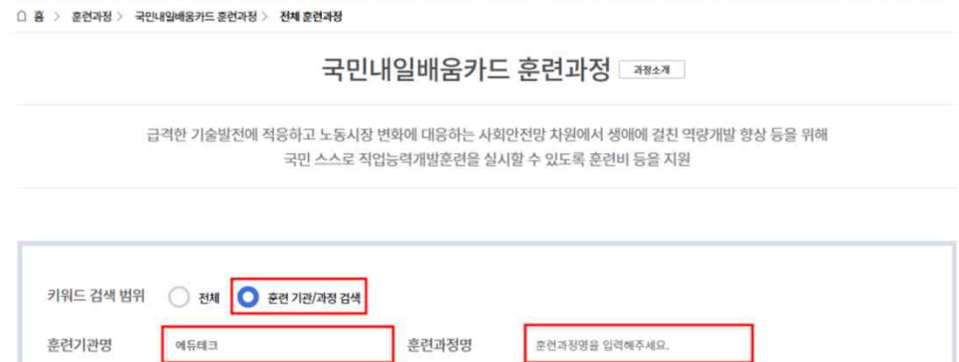 홈 > 훈련과정 > 국민내일배움카드 훈련과정 > 전체 훈련과정
국민내일배움카드 훈련과정 과정소개
급격한 기술발전에 적응하고 노동시장 변화에 대응하는 사회안전망 차원에서 생애에 걸친 역량개발 향상 등을 위해
국민 스스로 직업능력개발훈련을 실시할 수 있도록 훈련비 등을 지원
키워드 검색 범위 전체 훈련 기관/과정 검색
훈련기관명 에듀테크 훈련과정명 훈련과정명을 입력해주세요.